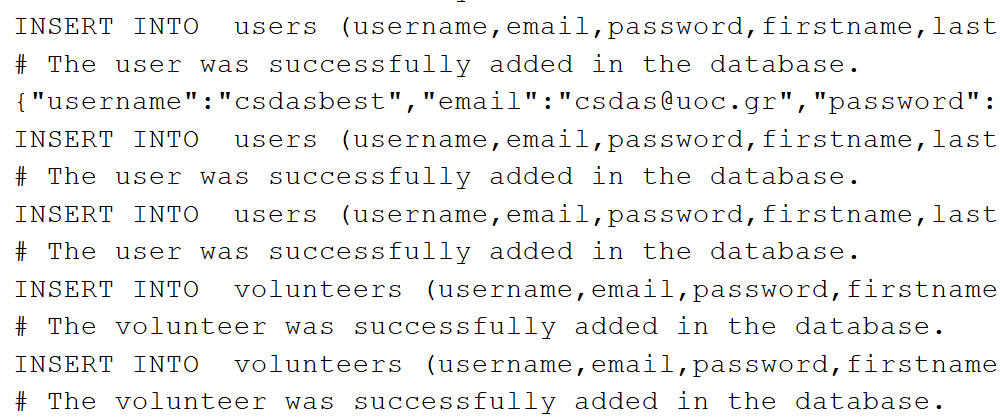 INSERT INTO  users (username,email,password,firstname,last
# The user was successfully added in the database.
{"username":"csdasbest","email":"csdas@uoc.gr","password":
INSERT INTO  users (username,email,password,firstname,last
# The user was successfully added in the database.
INSERT INTO  users (username,email,password,firstname,last
# The user was successfully added in the database.
INSERT INTO  volunteers (username,email,password,firstname
# The volunteer was successfully added in the database.
INSERT INTO  volunteers (username,email,password,firstname
# The volunteer was successfully added in the database.